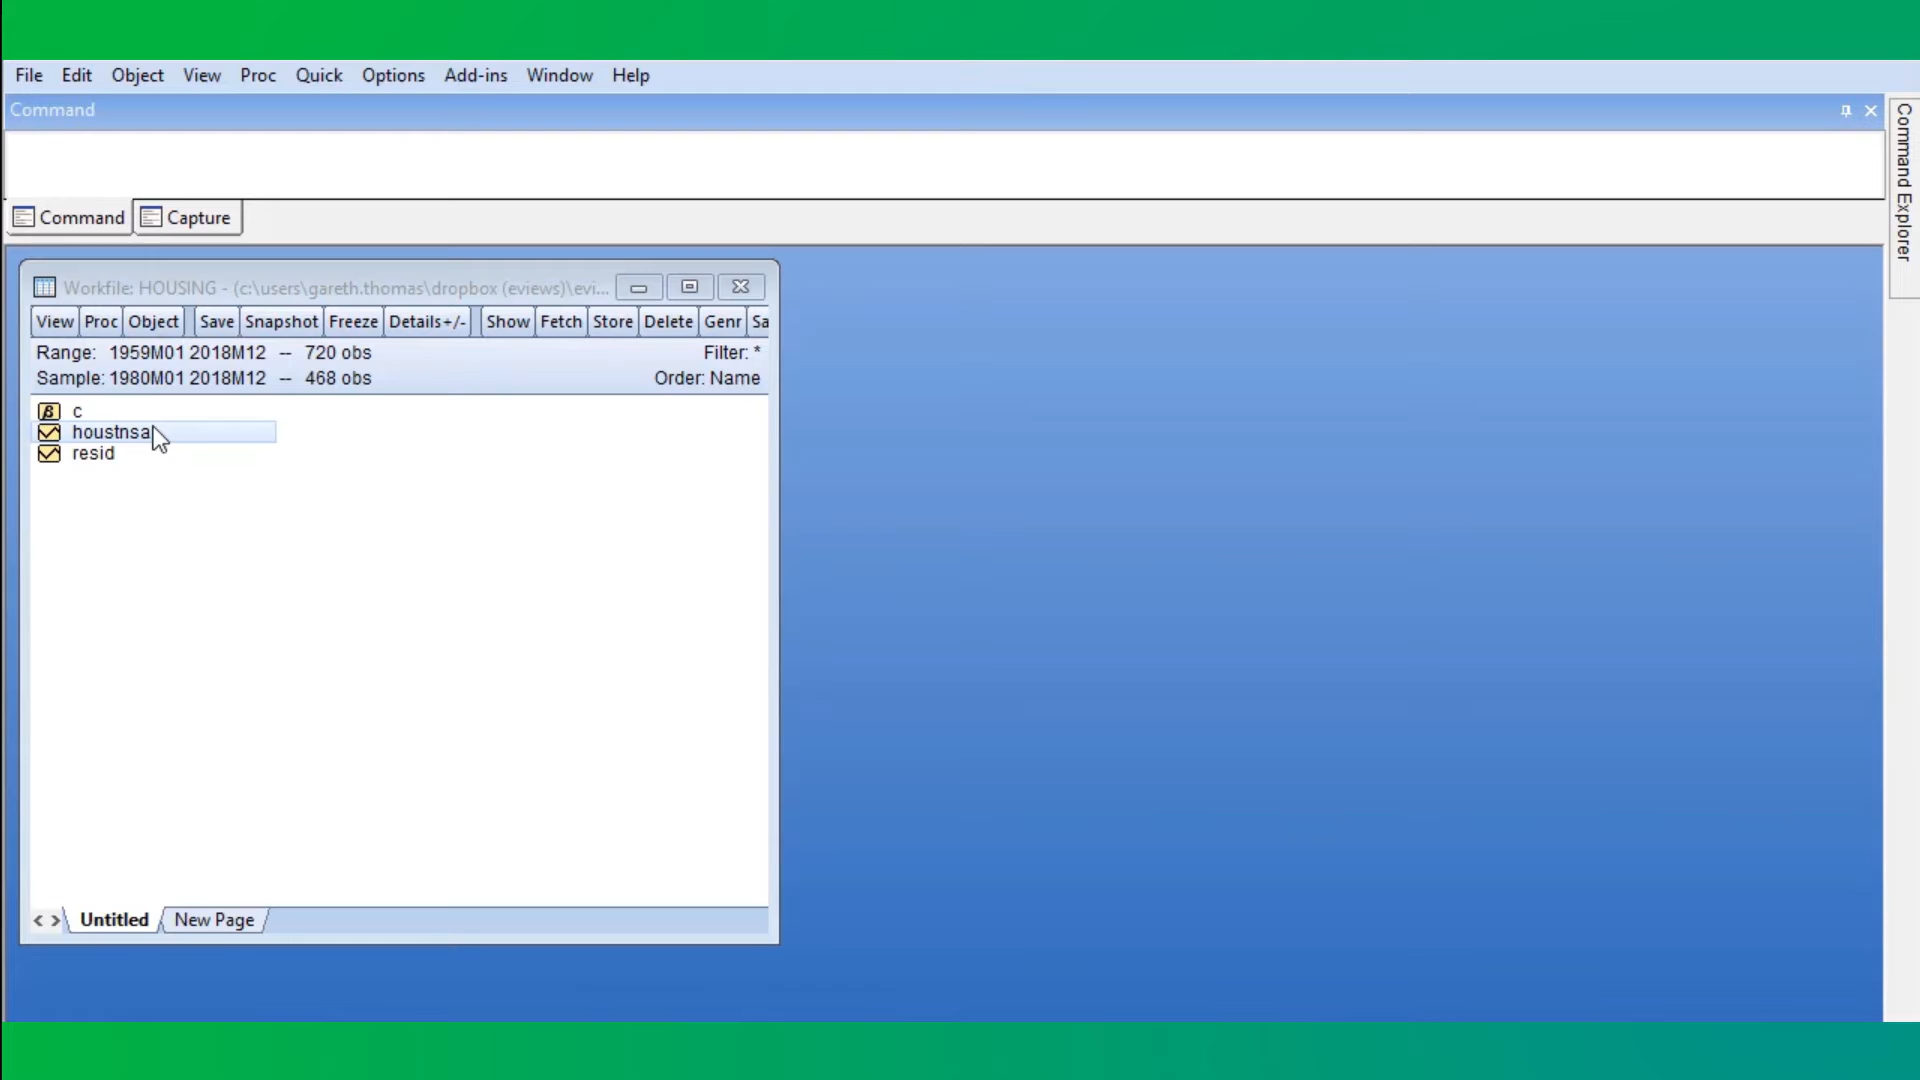 File Edit Object View Proc Quick Options Add-ins Window Help
Command
Command Explorer
Command Capture
Workfile: HOUSING - (c:\users\gareth.thomas\dropbox (eviews)\evi...
View Proc Object Save Snapshot Freeze Details+/- Show Fetch Store Delete Genr Sa
Range: 1959M01 2018M12 -- 720 obs Filter: *
Sample: 1980M01 2018M12 -- 468 obs Order: Name
β c
houstnsa
resid
< > Untitled New Page